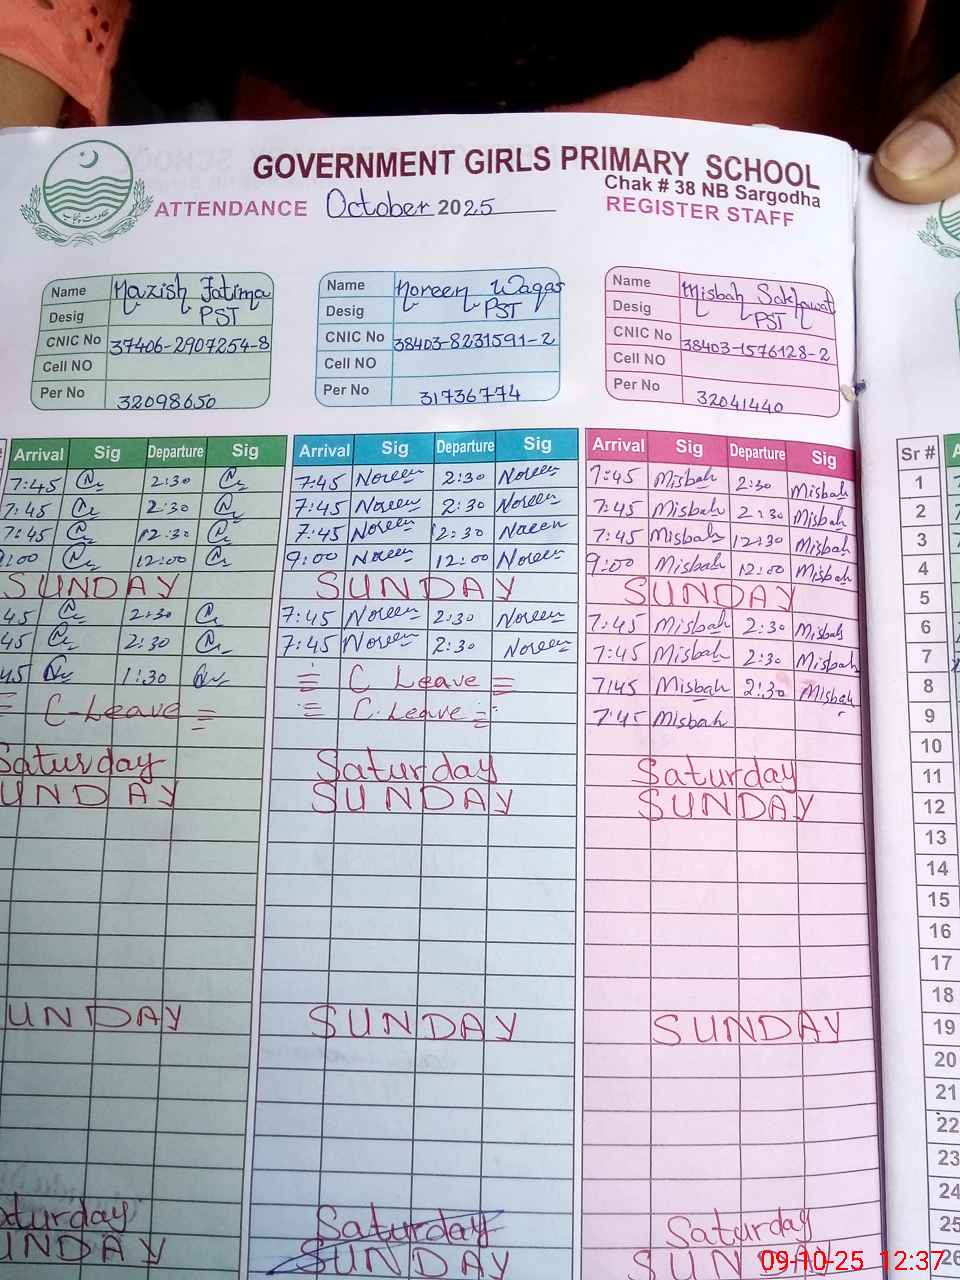 GOVERNMENT GIRLS PRIMARY SCHOOL
Chak # 38 NB Sargodha
ATTENDANCE October 2025 REGISTER STAFF
حکومت پنجاب
Name Nazish Fatima Name Noreen Waqas Name Misbah Sakhawat
Desig PST Desig PST Desig PST
CNIC No 37406-2907254-8 CNIC No 38403-8231591-2 CNIC No 38403-1576128-2
Cell NO Cell NO Cell NO
Per No 32098650 Per No 31736774 Per No 32041440
Arrival Sig Departure Sig Arrival Sig Departure Sig Arrival Sig Departure Sig Sr #
7:45 2:30 7:45 Noreen 2:30 Noreen 7:45 Misbah 2:30 Misbah 1
7:45 2:30 7:45 Noreen 2:30 Noreen 7:45 Misbah 2:30 Misbah 2
7:45 12:30 7:45 Noreen 12:30 Noreen 7:45 Misbah 12:30 Misbah 3
9:00 12:00 9:00 Noreen 12:00 Noreen 9:00 Misbah 12:00 Misbah 4
SUNDAY SUNDAY SUNDAY 5
45 2:30 7:45 Noreen 2:30 Noreen 7:45 Misbah 2:30 Misbah 6
45 2:30 7:45 Noreen 2:30 Noreen 7:45 Misbah 2:30 Misbah 7
45 1:30 C Leave 7:45 Misbah 2:30 Misbah 8
C-Leave C-Leave 7:45 Misbah 9
10
Saturday Saturday Saturday 11
UNDAY SUNDAY SUNDAY 12
13
14
15
16
17
18
UNDAY SUNDAY SUNDAY 19
20
21
22
23
24
aturday Saturday Saturday 25
UNDAY SUNDAY SUND 26
09-10-25 12:37